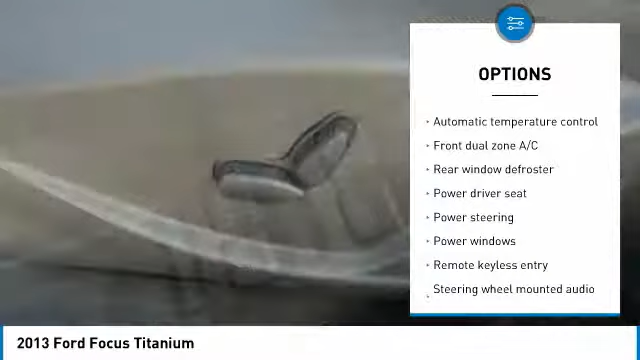 OPTIONS
Automatic temperature control
Front dual zone A/C
Rear window defroster
Power driver seat
Power steering
Power windows
Remote keyless entry
Steering wheel mounted audio
2013 Ford Focus Titanium